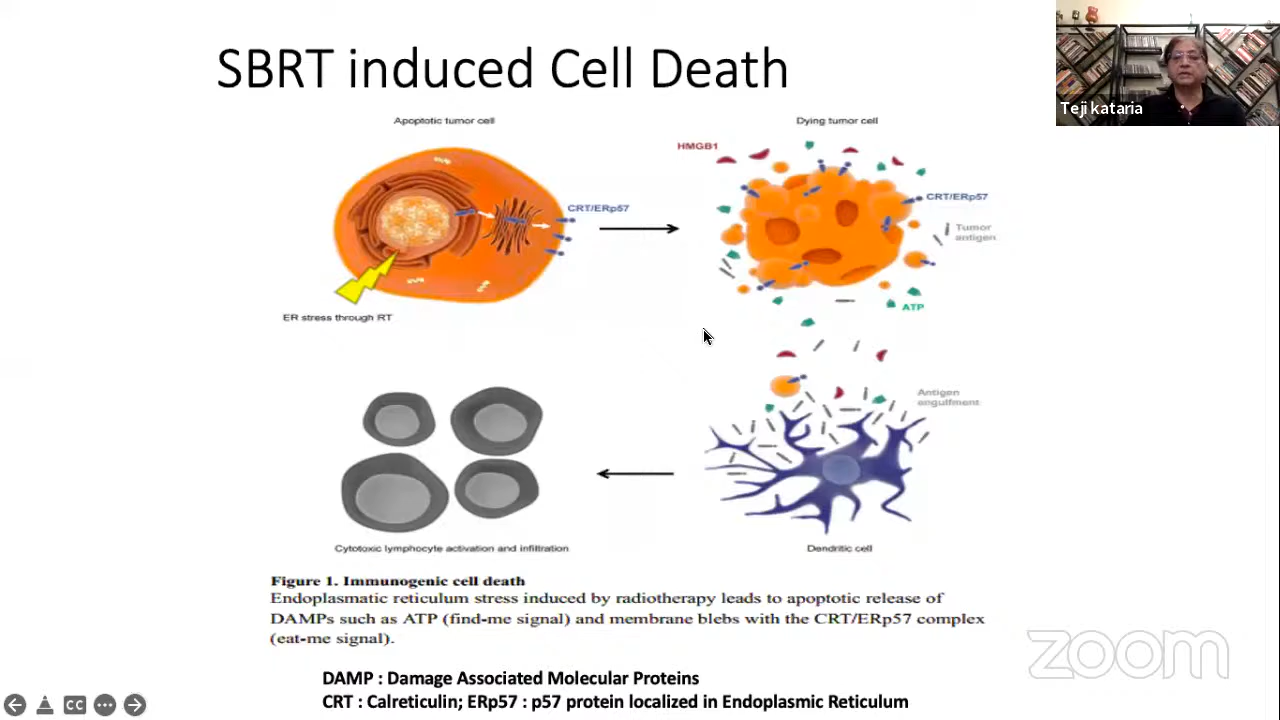 SBRT induced Cell Death
Teji kataria
Apoptotic tumor cell
Dying tumor cell
HMGB1
CRT/ERp57
CRT/ERp57
Tumor
antigen
ER stress through RT
ATP
Antigen
engulfment
Cytotoxic lymphocyte activation and infiltration
Dendritic cell
Figure 1. Immunogenic cell death
Endoplasmatic reticulum stress induced by radiotherapy leads to apoptotic release of
DAMPs such as ATP (find-me signal) and membrane blebs with the CRT/ERp57 complex
(eat-me signal).
zoom
DAMP : Damage Associated Molecular Proteins
CRT : Calreticulin; ERp57 : p57 protein localized in Endoplasmic Reticulum
CC